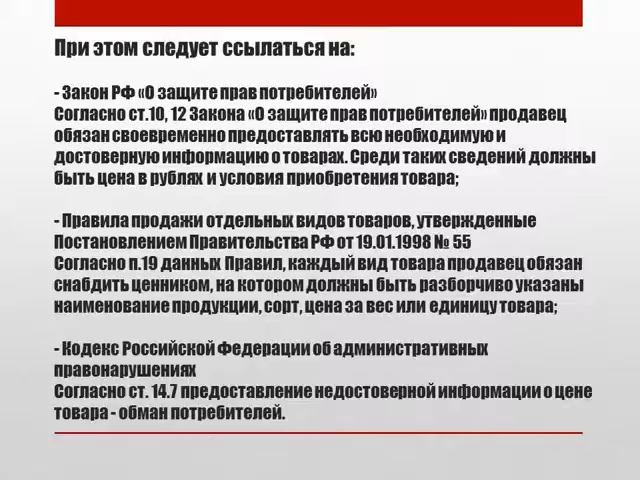 При этом следует ссылаться на:
- Закон РФ «О защите прав потребителей»
Согласно ст.10, 12 Закона «О защите прав потребителей» продавец
обязан своевременно предоставлять всю необходимую и
достоверную информацию о товарах. Среди таких сведений должны
быть цена в рублях и условия приобретения товара;
- Правила продажи отдельных видов товаров, утвержденные
Постановлением Правительства РФ от 19.01.1998 № 55
Согласно п.19 данных Правил, каждый вид товара продавец обязан
снабдить ценником, на котором должны быть разборчиво указаны
наименование продукции, сорт, цена за вес или единицу товара;
- Кодекс Российской Федерации об административных
правонарушениях
Согласно ст. 14.7 предоставление недостоверной информации о цене
товара - обман потребителей.